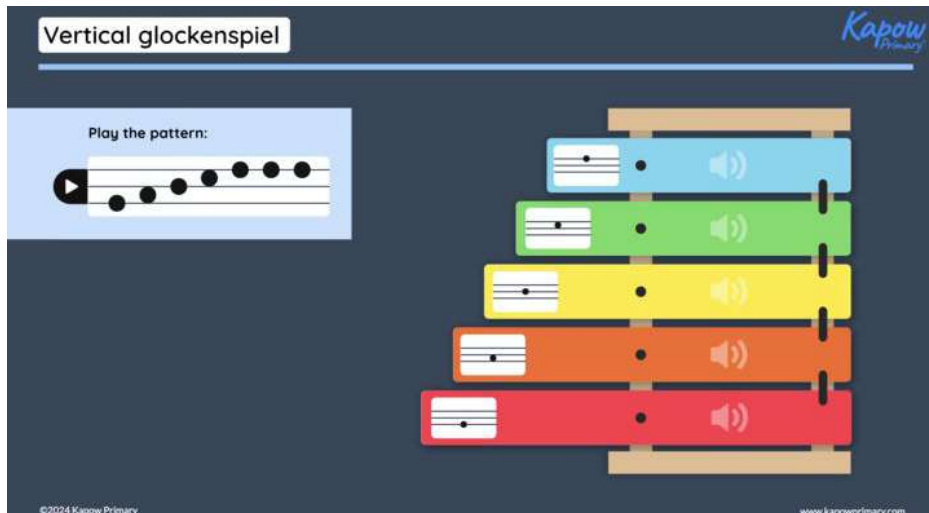 Vertical glockenspiel
Kapow
Primary
Play the pattern:
©2024 Kapow Primary
www.kapowprimary.com